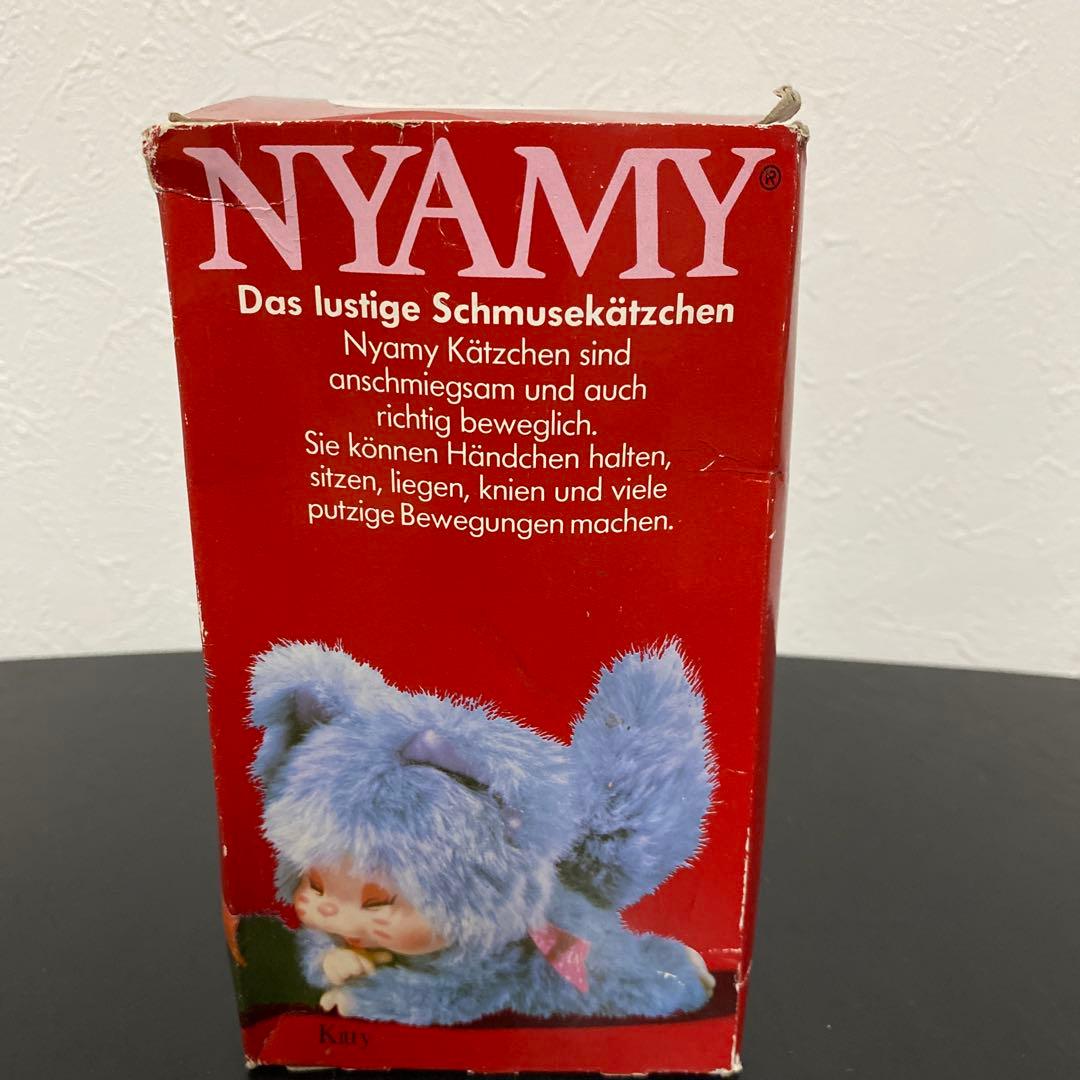 NYAMY®
Das lustige Schmusekätzchen
Nyamy Kätzchen sind
anschmiegsam und auch
richtig beweglich.
Sie können Händchen halten,
sitzen, liegen, knien und viele
putzige Bewegungen machen.
Kitty